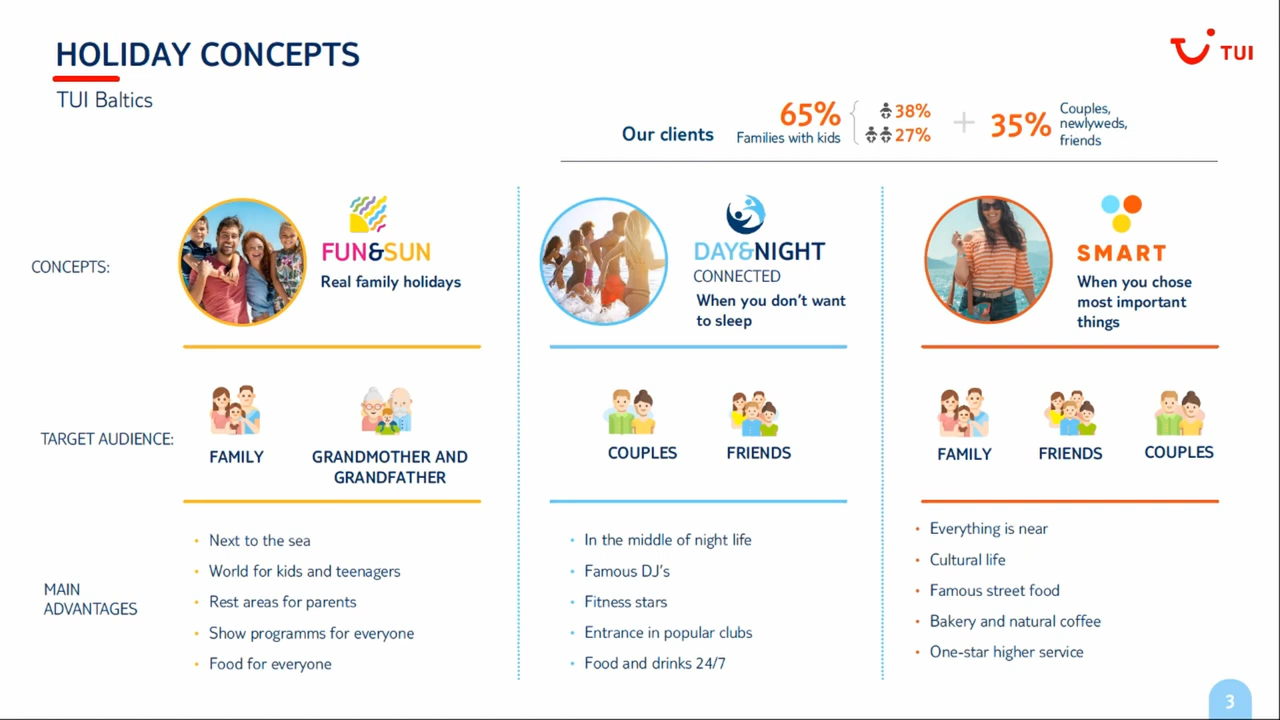 HOLIDAY CONCEPTS
TUI
TUI Baltics
Our clients
65%
Families with kids
38%
27%
+
35%
Couples,
newlyweds,
friends
CONCEPTS:
FUN&SUN
Real family holidays
DAY&NIGHT
CONNECTED
When you don't want
to sleep
SMART
When you chose
most important
things
TARGET AUDIENCE:
FAMILY
GRANDMOTHER AND
GRANDFATHER
COUPLES
FRIENDS
FAMILY
FRIENDS
COUPLES
MAIN
ADVANTAGES
• Next to the sea
• World for kids and teenagers
• Rest areas for parents
• Show programms for everyone
• Food for everyone
• In the middle of night life
• Famous DJ's
• Fitness stars
• Entrance in popular clubs
• Food and drinks 24/7
• Everything is near
• Cultural life
• Famous street food
• Bakery and natural coffee
• One-star higher service
3